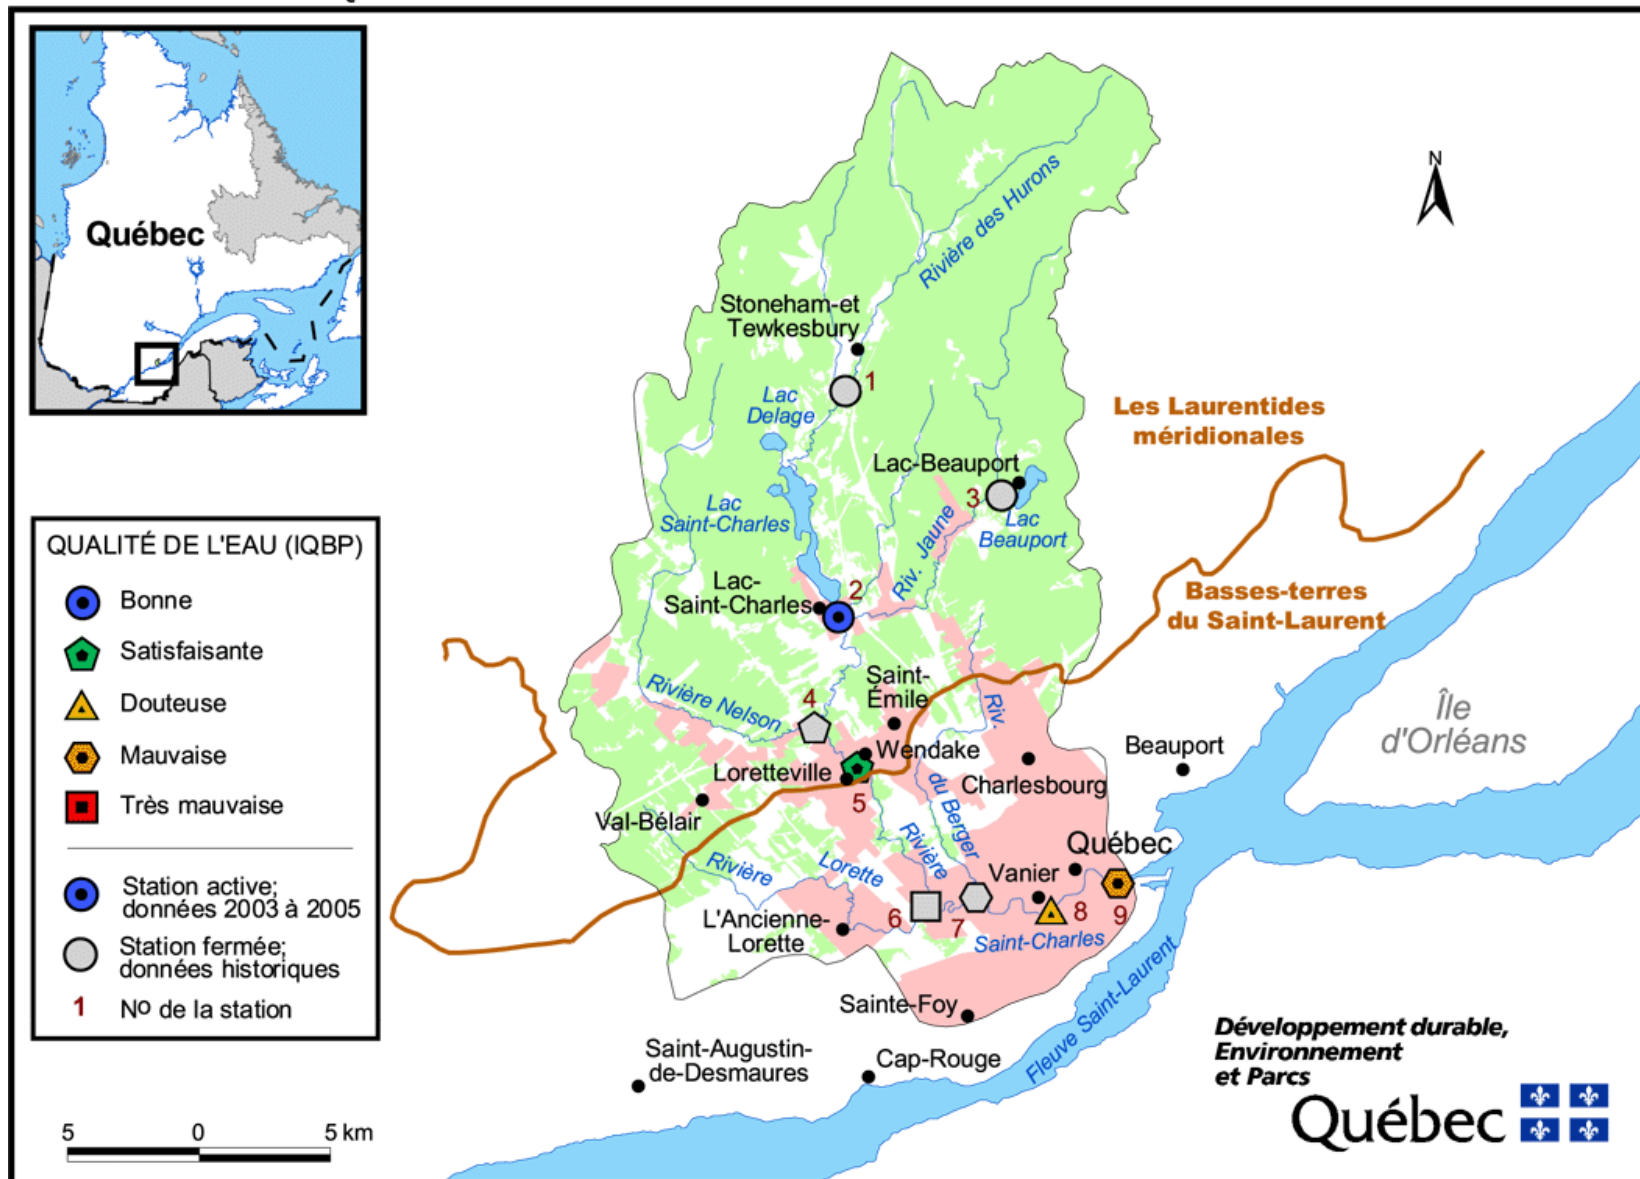 Québec
QUALITÉ DE L'EAU (IQBP)
Bonne
Satisfaisante
Douteuse
Mauvaise
Très mauvaise
Station active;
données 2003 à 2005
Station fermée;
données historiques
1 No de la station
5 0 5 km
N
Rivière des Hurons
Stoneham-et
Tewkesbury
1
Lac
Delage
Les Laurentides
méridionales
Lac-Beauport
3
Lac
Beauport
Lac
Saint-Charles
Riv. Jaune
Lac-
Saint-Charles
2
Basses-terres
du Saint-Laurent
Rivière Nelson
4
Saint-
Émile
Riv.
du Berger
Wendake
Loretteville
5
Charlesbourg
Beauport
Île
d'Orléans
Val-Bélair
Rivière
Lorette
Rivière
Saint-Charles
Vanier
Québec
L'Ancienne-
Lorette
6
7
8
9
Sainte-Foy
Fleuve Saint-Laurent
Saint-Augustin-
de-Desmaures
Cap-Rouge
Développement durable,
Environnement
et Parcs
Québec